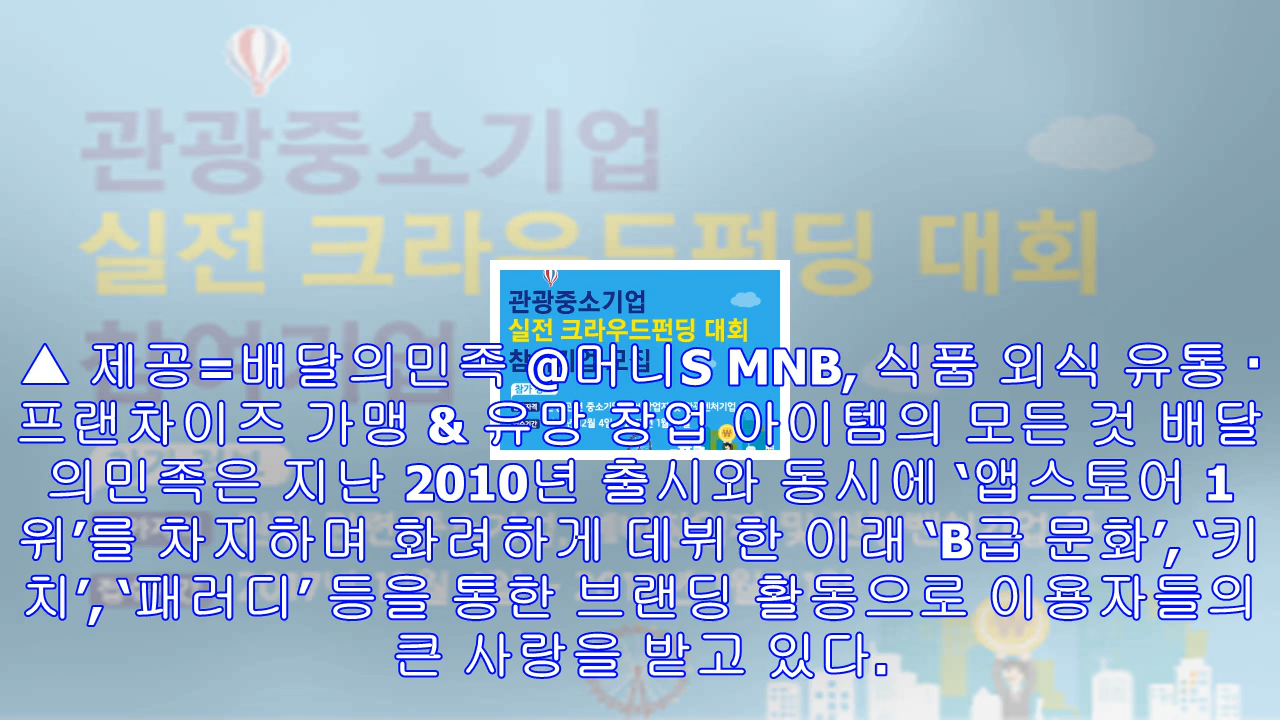 관광중소기업
실전 크라우드펀딩 대회
관광중소기업
실전 크라우드펀딩 대회
▲ 제공=배달의민족 @머니S MNB, 식품 외식 유통 ·
프랜차이즈 가맹 & 유망 창업 아이템의 모든 것 배달
의민족은 지난 2010년 출시와 동시에 ‘앱스토어 1
위’를 차지하며 화려하게 데뷔한 이래 ‘B급 문화’, ‘키
치’, ‘패러디’ 등을 통한 브랜딩 활동으로 이용자들의
큰 사랑을 받고 있다.